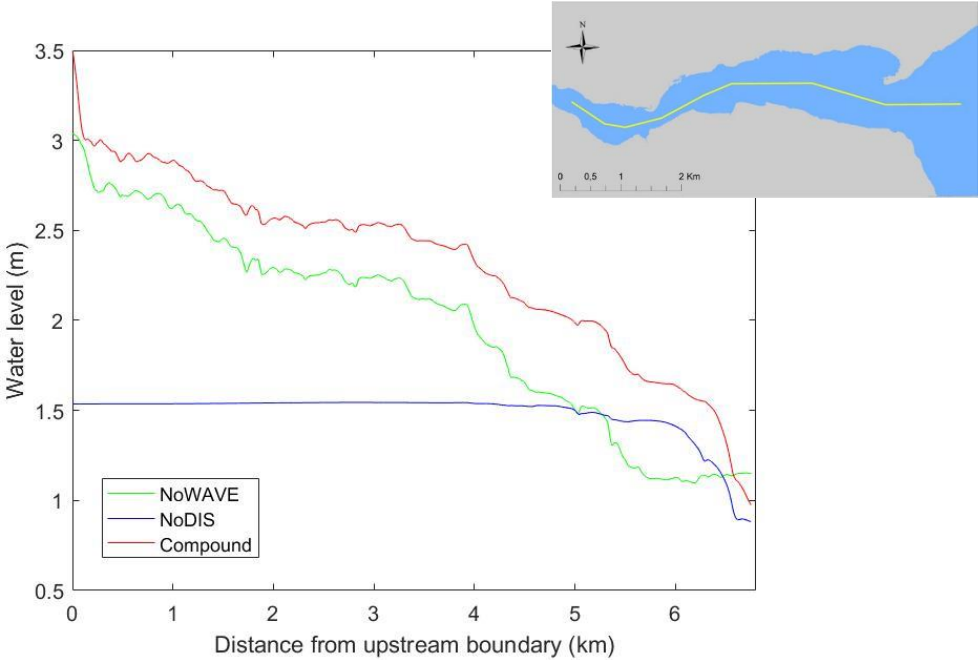 N
0 0,5 1 2 Km
3.5
3
2.5
2
1.5
1
0.5
Water level (m)
NoWAVE
NoDIS
Compound
0 1 2 3 4 5 6
Distance from upstream boundary (km)